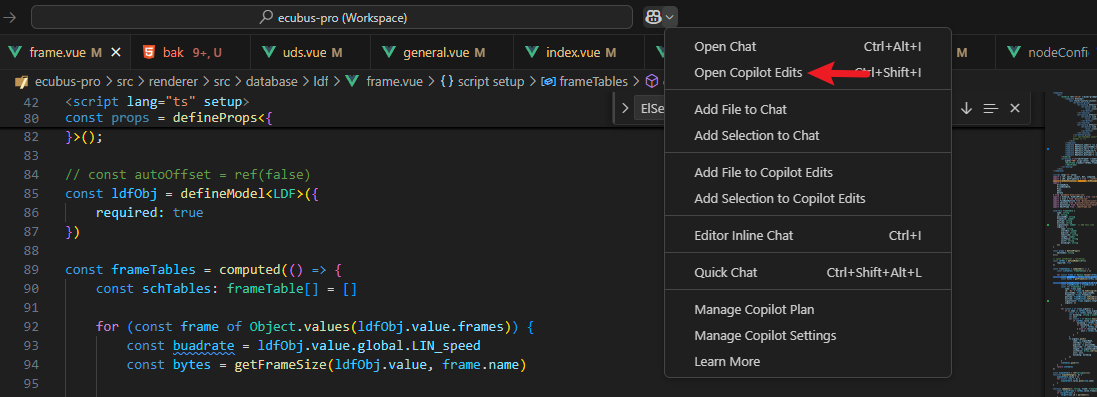 ecubus-pro (Workspace)
frame.vue M
bak 9+, U
uds.vue M
general.vue M
index.vue M
M
nodeConfi
ecubus-pro > src > renderer > src > database > ldf > frame.vue > {} script setup > frameTables >
42 <script lang="ts" setup>
80 const props = defineProps<{
82 }>();
83
84 // const autoOffset = ref(false)
85 const ldfObj = defineModel<LDF>({
86 required: true
87 })
88
89 const frameTables = computed(() => {
90 const schTables: frameTable[] = []
91
92 for (const frame of Object.values(ldfObj.value.frames)) {
93 const buadrate = ldfObj.value.global.LIN_speed
94 const bytes = getFrameSize(ldfObj.value, frame.name)
95
ElSe
Open Chat Ctrl+Alt+I
Open Copilot Edits Ctrl+Shift+I
Add File to Chat
Add Selection to Chat
Add File to Copilot Edits
Add Selection to Copilot Edits
Editor Inline Chat Ctrl+I
Quick Chat Ctrl+Shift+Alt+L
Manage Copilot Plan
Manage Copilot Settings
Learn More